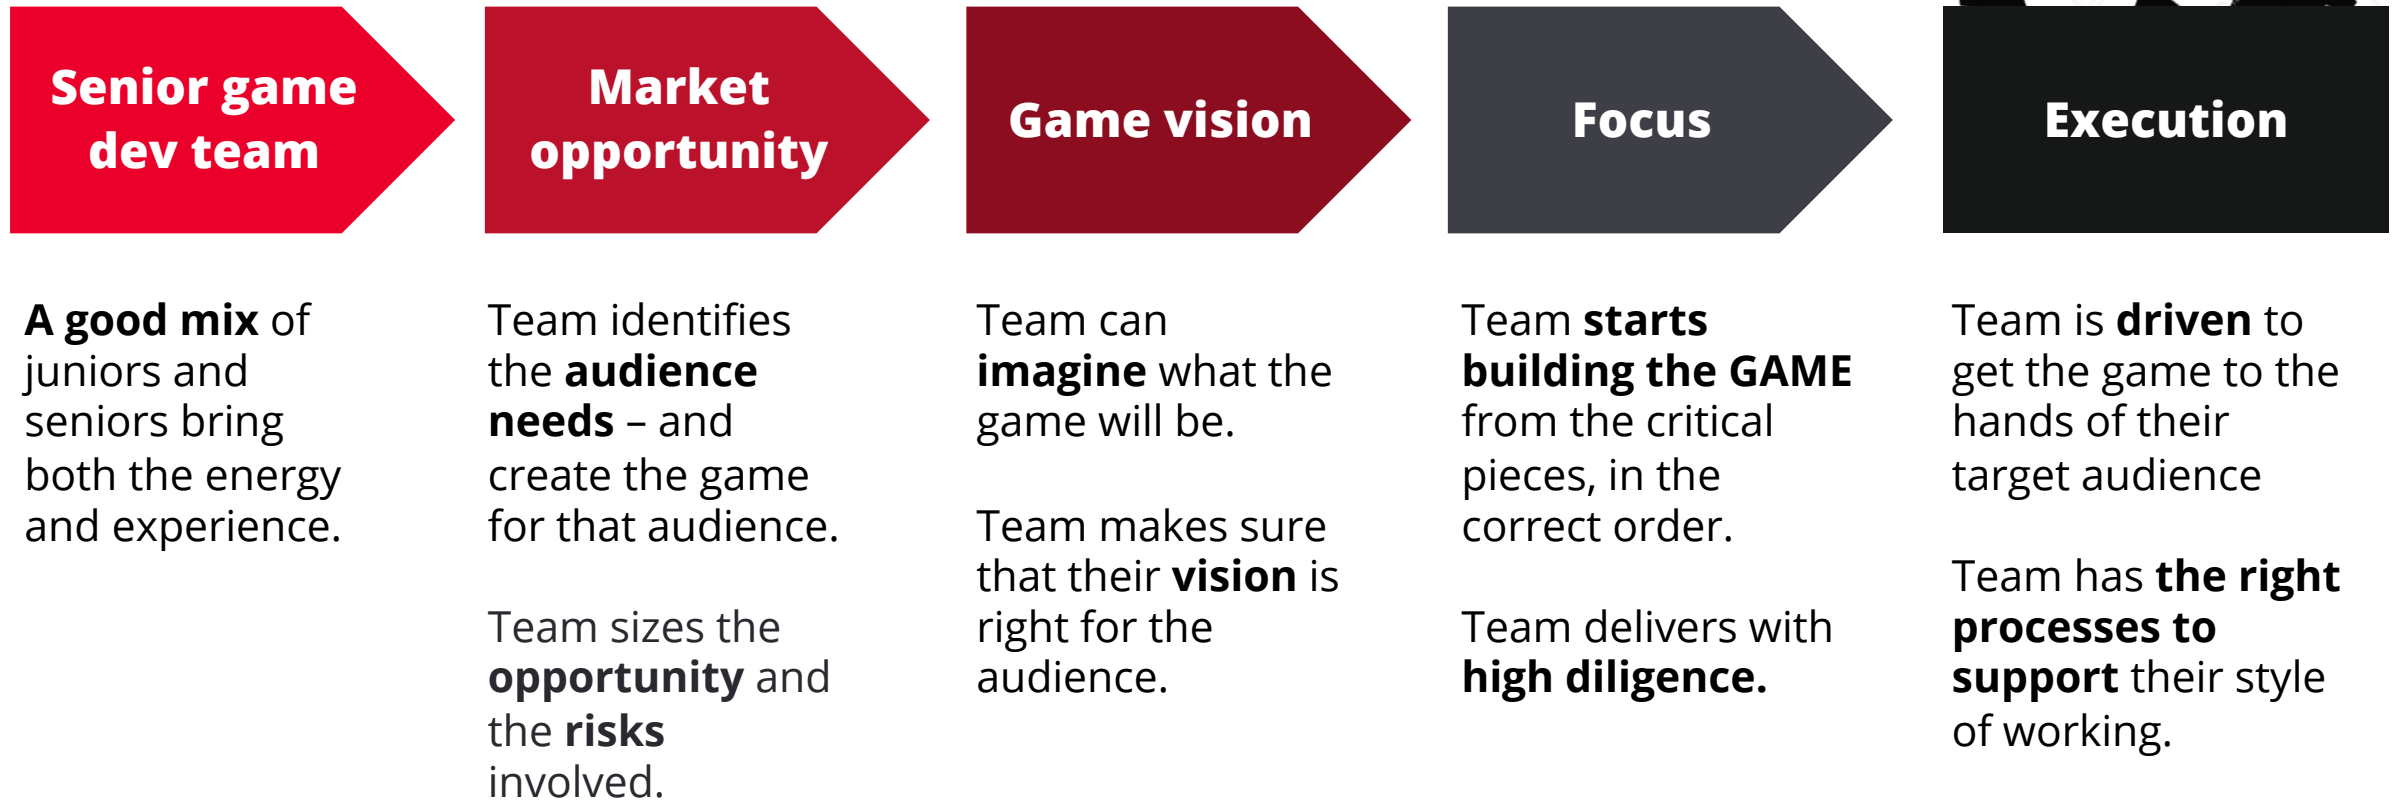 Senior game
dev team
A good mix of
juniors and
seniors bring
both the energy
and experience.
Market
opportunity
Team identifies
the audience
needs – and
create the game
for that audience.
Team sizes the
opportunity and
the risks
involved.
Game vision
Team can
imagine what the
game will be.
Team makes sure
that their vision is
right for the
audience.
Focus
Team starts
building the GAME
from the critical
pieces, in the
correct order.
Team delivers with
high diligence.
Execution
Team is driven to
get the game to the
hands of their
target audience
Team has the right
processes to
support their style
of working.